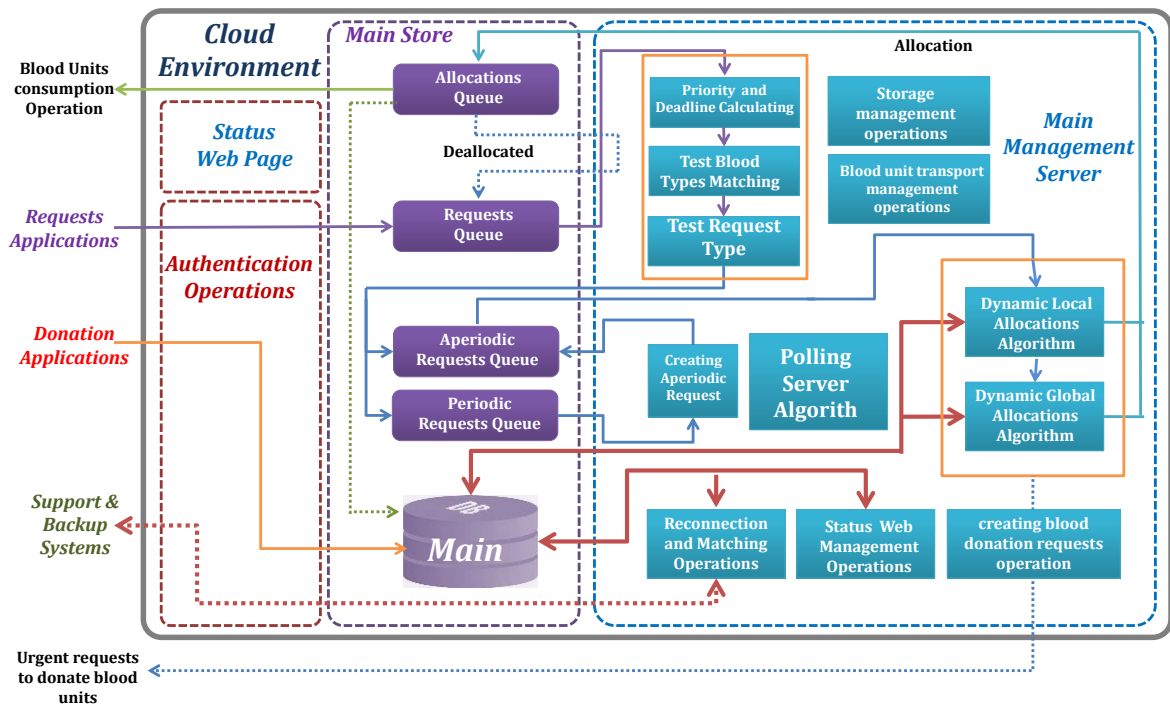 Cloud
Environment
Main Store
Allocation
Blood Units
consumption
Operation
Allocations
Queue
Priority and
Deadline Calculating
Storage
management
operations
Main
Management
Server
Status
Web Page
Deallocated
Test Blood
Types Matching
Blood unit transport
management
operations
Requests
Applications
Requests
Queue
Test Request
Type
Authentication
Operations
Donation
Applications
Aperiodic
Requests Queue
Creating
Aperiodic
Request
Polling
Server
Algorith
Dynamic Local
Allocations
Algorithm
Periodic
Requests Queue
Dynamic Global
Allocations
Algorithm
Support &
Backup
Systems
Main
Reconnection
and Matching
Operations
Status Web
Management
Operations
creating blood
donation requests
operation
Urgent requests
to donate blood
units